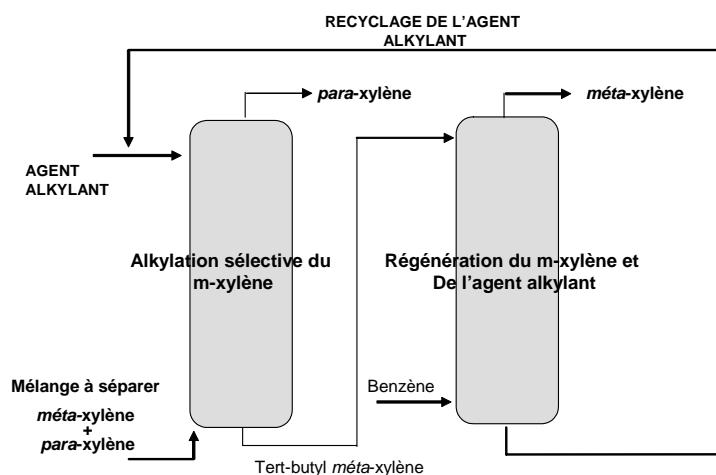 RECYCLAGE DE L’AGENT
ALKYLANT
para-xylène
méta-xylène
AGENT
ALKYLANT
Alkylation sélective du
m-xylène
Régénération du m-xylène et
De l’agent alkylant
Mélange à séparer
méta-xylène
+
para-xylène
Benzène
Tert-butyl méta-xylène